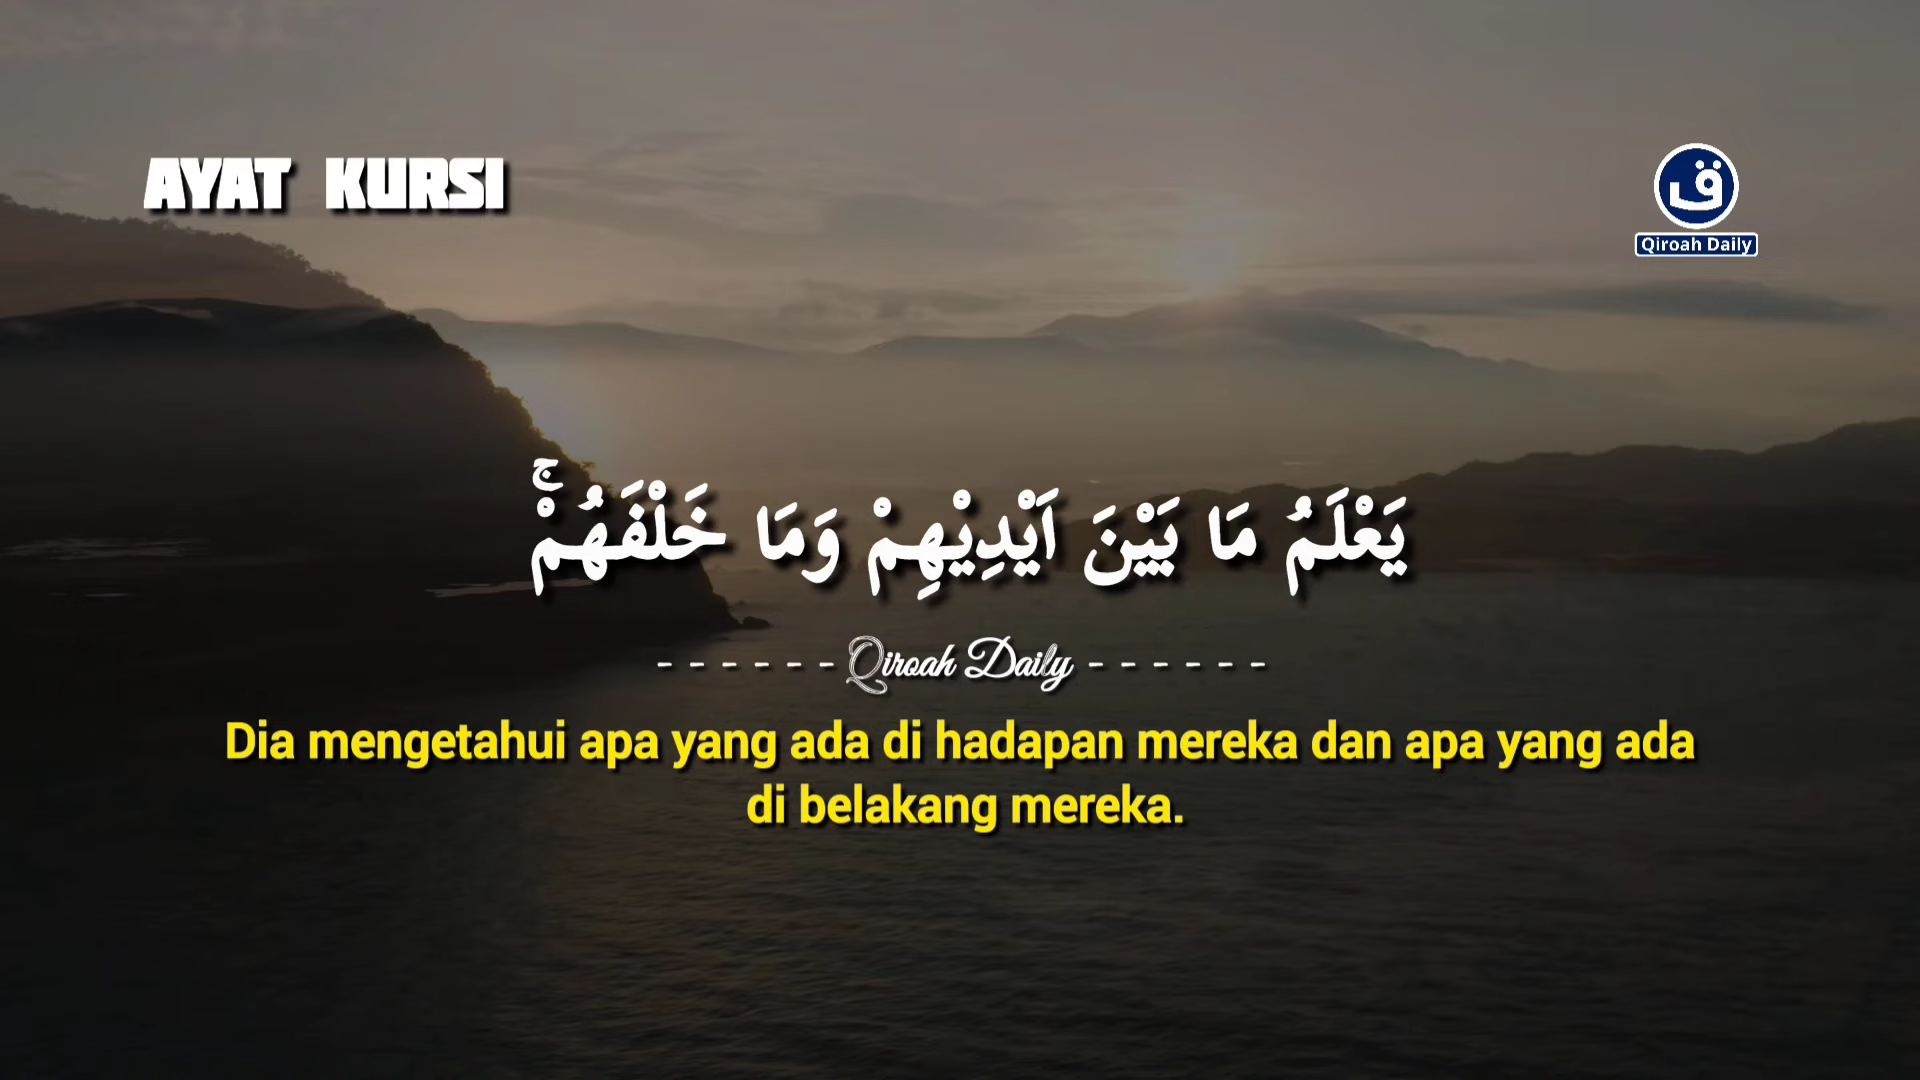 AYAT KURSI
ق
Qiroah Daily
يَعْلَمُ مَا بَيْنَ اَيْدِيْهِمْ وَمَا خَلْفَهُمْۚ
- - - - - - Qiroah Daily - - - - - -
Dia mengetahui apa yang ada di hadapan mereka dan apa yang ada
di belakang mereka.